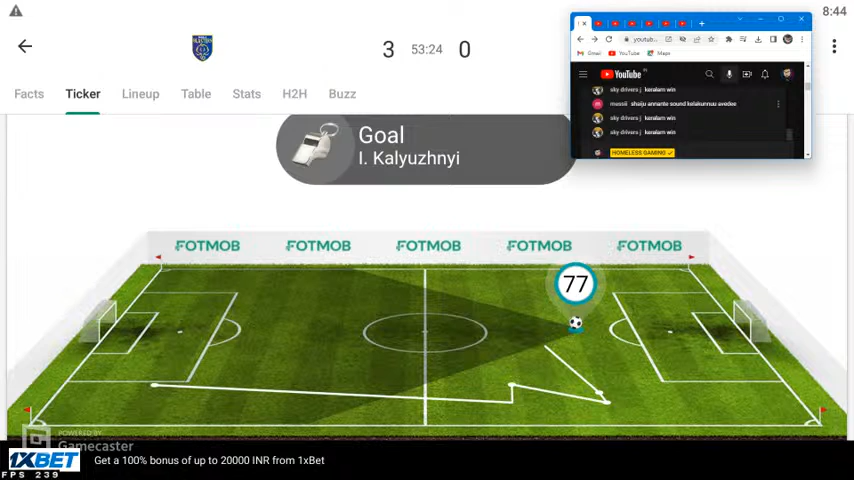 8:44
3 53:24 0
Facts Ticker Lineup Table Stats H2H Buzz
Goal
I. Kalyuzhnyi
youtub...
Gmail YouTube Maps
YouTube
sky drivers j keralam win
massii shaiju annante sound kelakunnuu avedee
sky drivers j keralam win
sky drivers j keralam win
HOMELESS GAMING
FOTMOB FOTMOB FOTMOB FOTMOB FOTMOB
77
POWERED BY
Gamecaster
1XBET Get a 100% bonus of up to 20000 INR from 1xBet
FPS 239